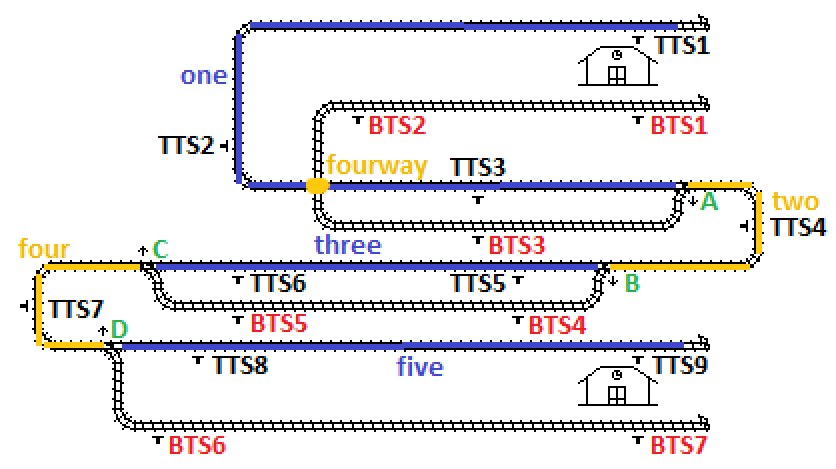 TTS1
one
BTS2
BTS1
TTS2
fourway
TTS3
A
two
TTS4
three
BTS3
four
C
TTS6
TTS5
B
TTS7
BTS5
BTS4
D
TTS8
five
TTS9
BTS6
BTS7